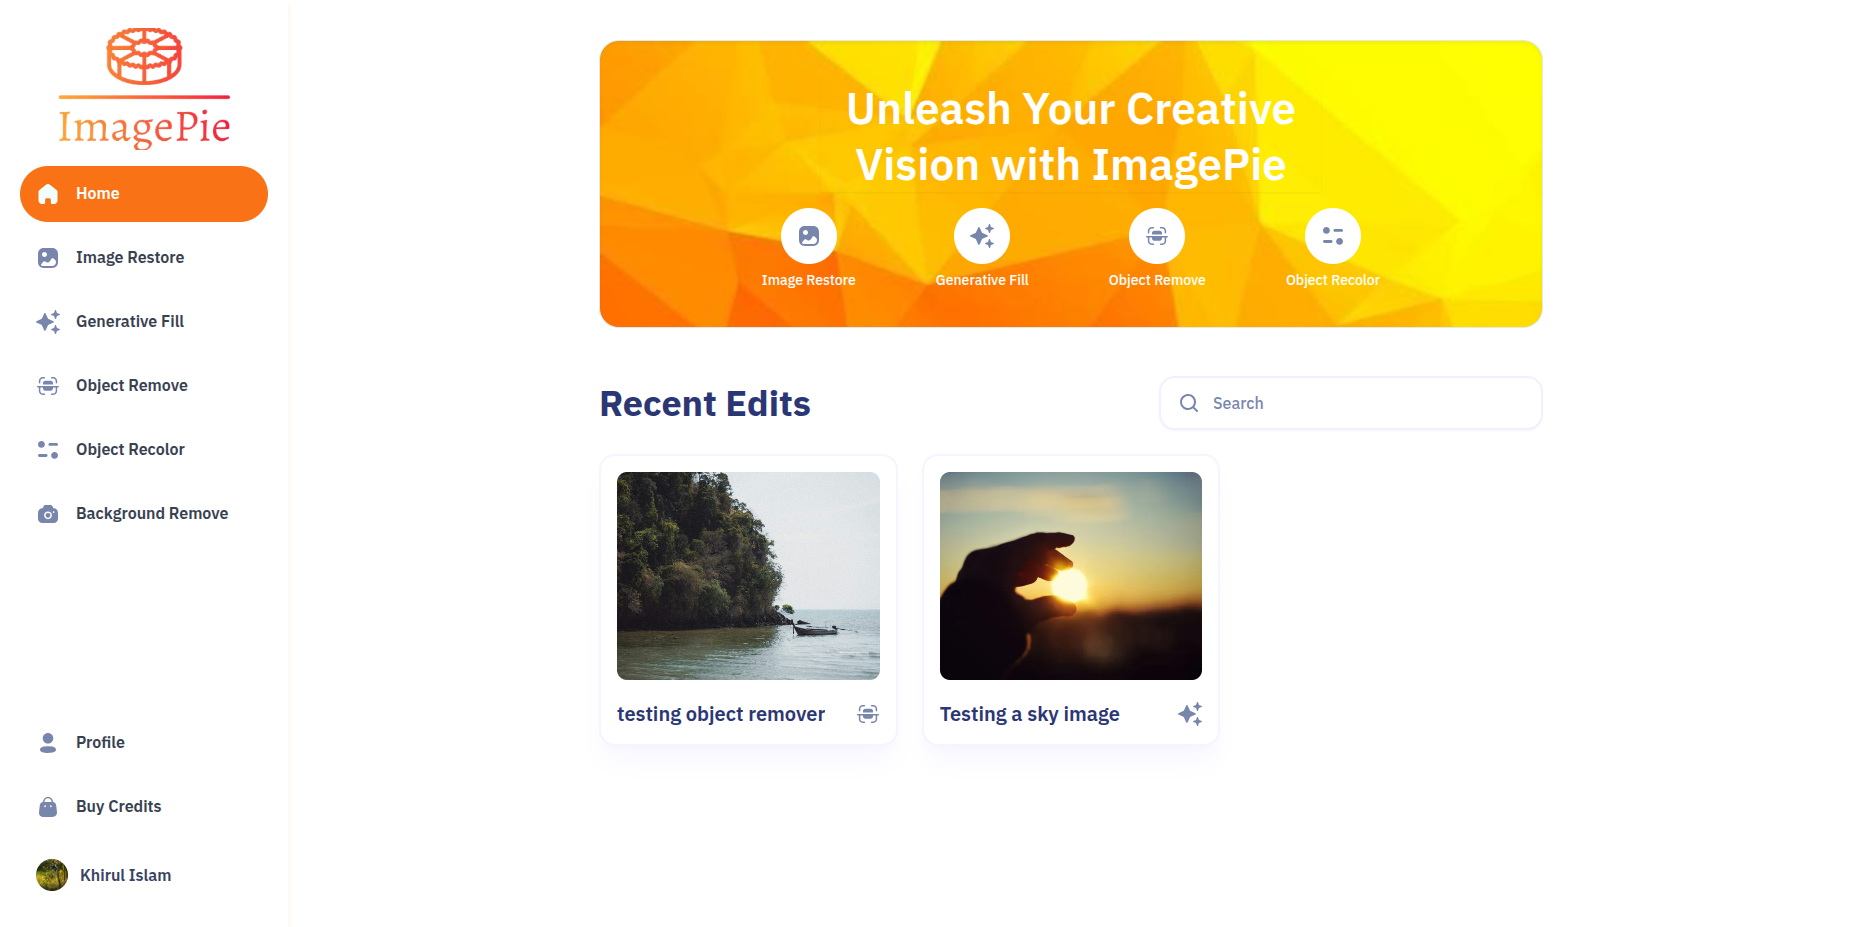 ImagePie
Home
Image Restore
Generative Fill
Object Remove
Object Recolor
Background Remove
Profile
Buy Credits
Khirul Islam
Unleash Your Creative
Vision with ImagePie
Image Restore
Generative Fill
Object Remove
Object Recolor
Recent Edits
Search
testing object remover
Testing a sky image